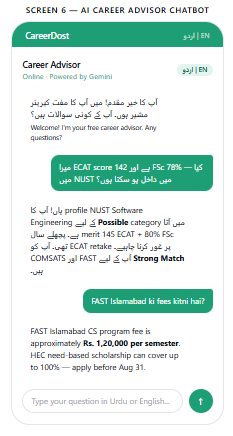 SCREEN 6 — AI CAREER ADVISOR CHATBOT
CareerDost
اردو | EN
Career Advisor
Online · Powered by Gemini
اردو | EN
آپ کا خیر مقدم! میں آپ کا مفت کیریئر
مشیر ہوں۔ آپ کے کوئی سوالات ہیں؟
Welcome! I'm your free career advisor. Any
questions?
میرا ECAT score 142 ہے اور FSc 78% — کیا
میں NUST میں داخل ہو سکتا ہوں؟
ہاں! آپ کا profile NUST Software
Engineering کے لیے Possible category میں آتا
ہے۔ پچھلے سال merit 145 ECAT + 80% FSc
تھی۔ آپ کو ECAT retake پر غور کرنا چاہیے۔
COMSATS اور FAST آپ کے لیے Strong Match
ہیں۔
FAST Islamabad ki fees kitni hai?
FAST Islamabad CS program fee is
approximately Rs. 1,20,000 per semester.
HEC need-based scholarship can cover up
to 100% — apply before Aug 31.
Type your question in Urdu or English...
↑